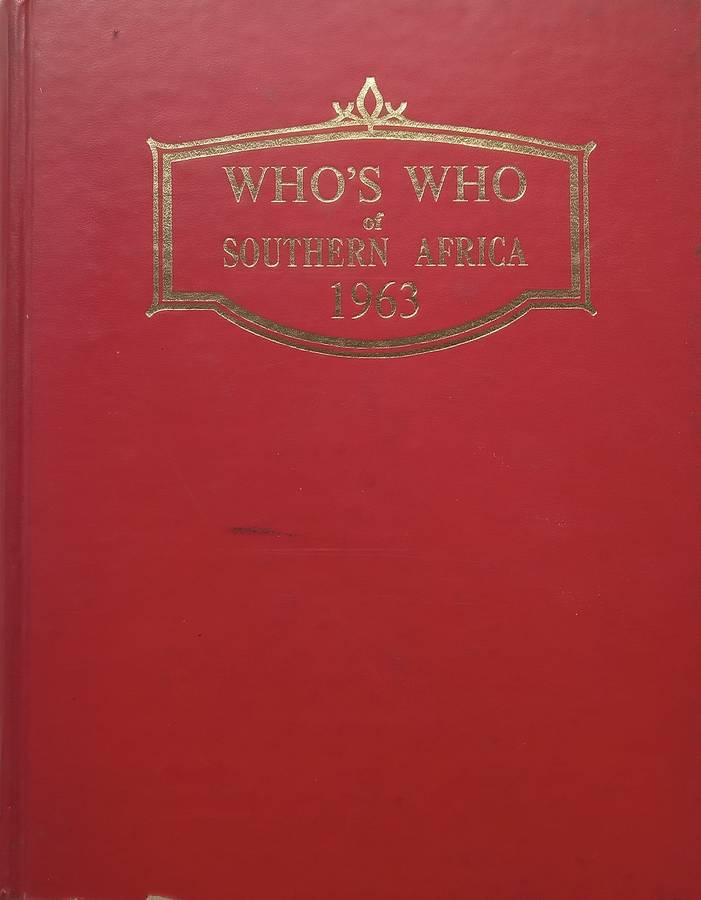 WHO'S WHO
of
SOUTHERN AFRICA
1963